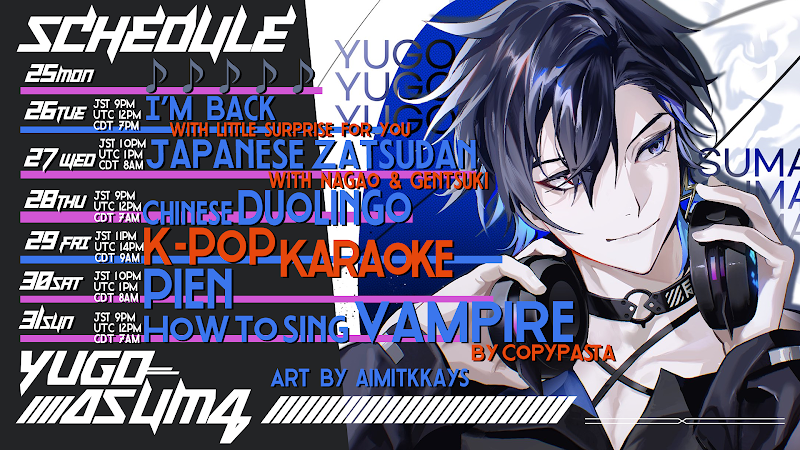 SCHEDULE
25MON ♪ ♪ ♪ ♪ ♪
26TUE JST 9PM UTC 12PM CDT 7PM I'M BACK
WITH LITTLE SURPRISE FOR YOU
27 WED JST 10PM UTC 1PM CDT 8AM JAPANESE ZATSUDAN
WITH NAGAO & GENTSUKI
28THU JST 9PM UTC 12PM CDT 7AM CHINESE DUOLINGO
29 FRI JST 11PM UTC 14PM CDT 9AM K-POP KARAOKE
30SAT JST 10PM UTC 1PM CDT 8AM PIEN
31SUN JST 9PM UTC 12PM CDT 7AM HOW TO SING VAMPIRE
BY COPYPASTA
YUGO
ASUMA
ART BY AIMITKKAYS
YUGO
YUGO
YUGO
SUMA
UMA
MA